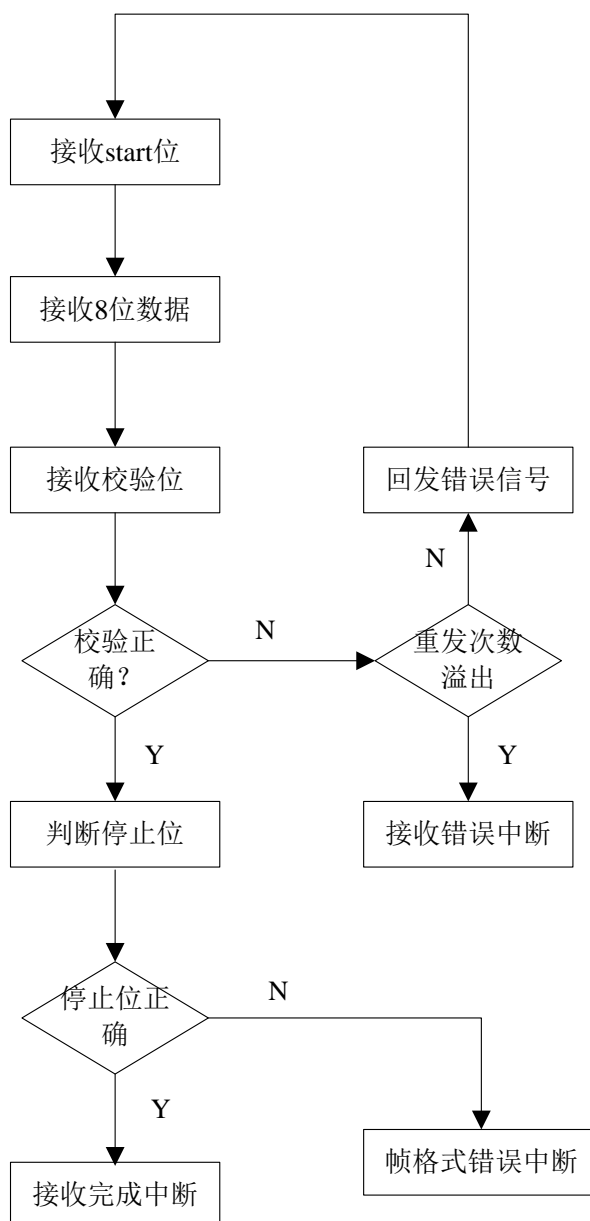 接收start位
接收8位数据
接收校验位
回发错误信号
N
校验正
确？
N
重发次数
溢出
Y
Y
判断停止位
接收错误中断
停止位正
确
N
Y
帧格式错误中断
接收完成中断